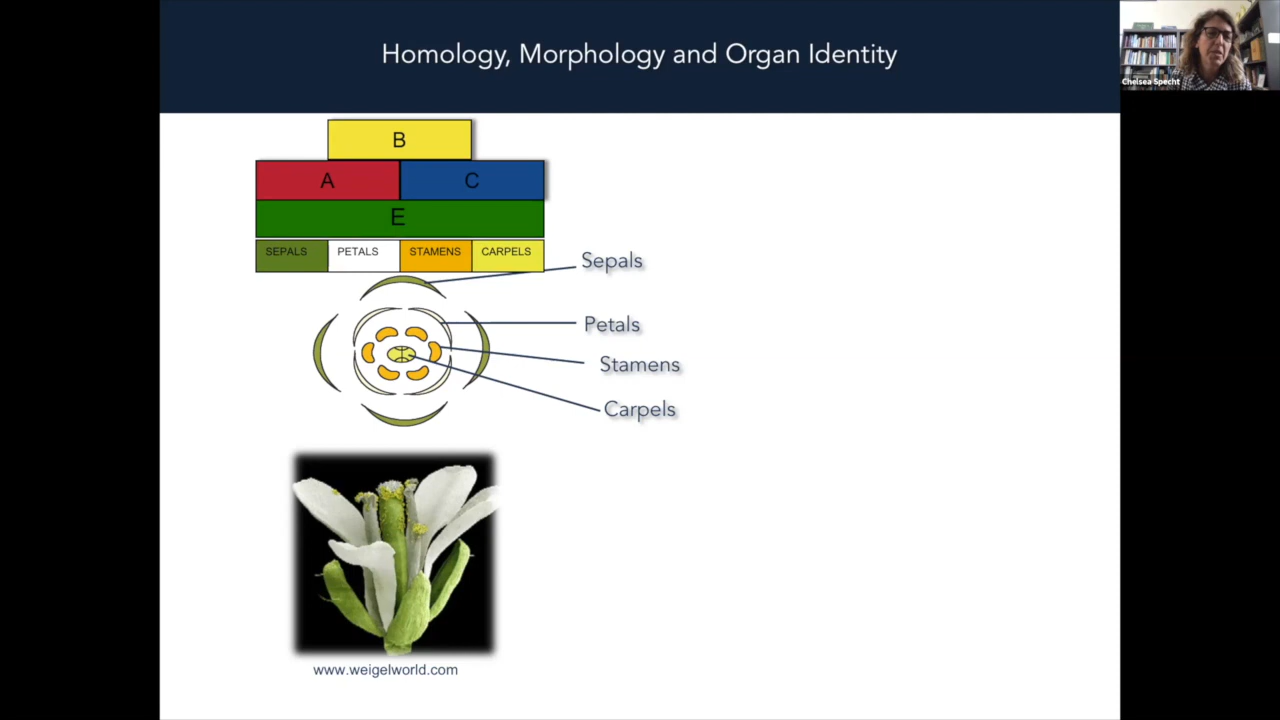 Homology, Morphology and Organ Identity
Chelsea Specht
B
A
C
E
SEPALS
PETALS
STAMENS
CARPELS
Sepals
Petals
Stamens
Carpels
www.weigelworld.com